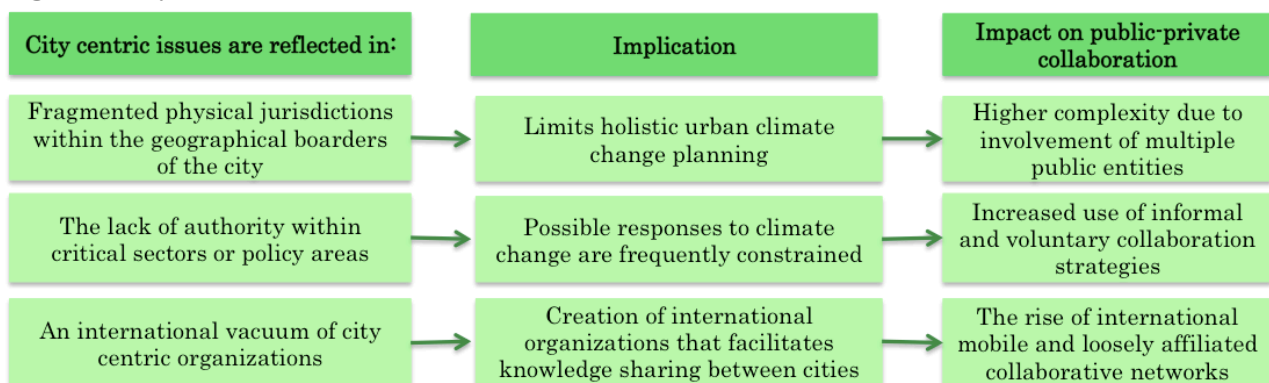 City centric issues are reflected in:
Implication
Impact on public-private
collaboration
Fragmented physical jurisdictions
within the geographical boarders
of the city
Limits holistic urban climate
change planning
Higher complexity due to
involvement of multiple
public entities
The lack of authority within
critical sectors or policy areas
Possible responses to climate
change are frequently constrained
Increased use of informal
and voluntary collaboration
strategies
An international vacuum of city
centric organizations
Creation of international
organizations that facilitates
knowledge sharing between cities
The rise of international
mobile and loosely affiliated
collaborative networks